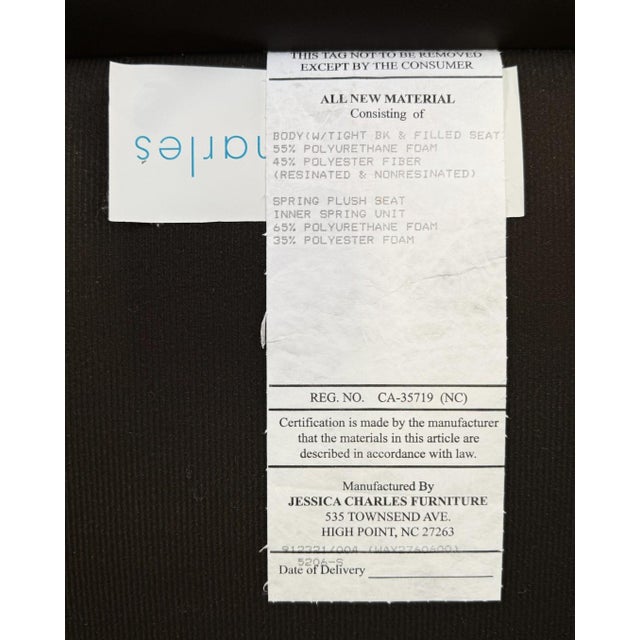 THIS TAG NOT TO BE REMOVED
EXCEPT BY THE CONSUMER
ALL NEW MATERIAL
Consisting of
BODY(W/TIGHT BK & FILLED SEAT
55% POLYURETHANE FOAM
45% POLYESTER FIBER
(RESINATED & NONRESINATED)
SPRING PLUSH SEAT
INNER SPRING UNIT
65% POLYURETHANE FOAM
35% POLYESTER FOAM
REG. NO. CA-35719 (NC)
Certification is made by the manufacturer
that the materials in this article are
described in accordance with law.
Manufactured By
JESSICA CHARLES FURNITURE
535 TOWNSEND AVE.
HIGH POINT, NC 27263
5206-S
Date of Delivery
harles